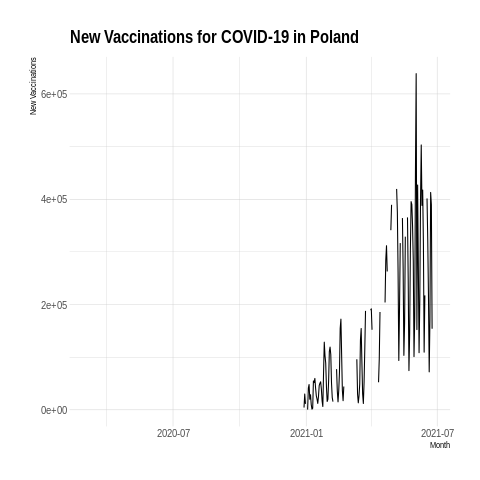 New Vaccinations for COVID-19 in Poland
New Vaccinations
6e+05
4e+05
2e+05
0e+00
2020-07
2021-01
2021-07
Month